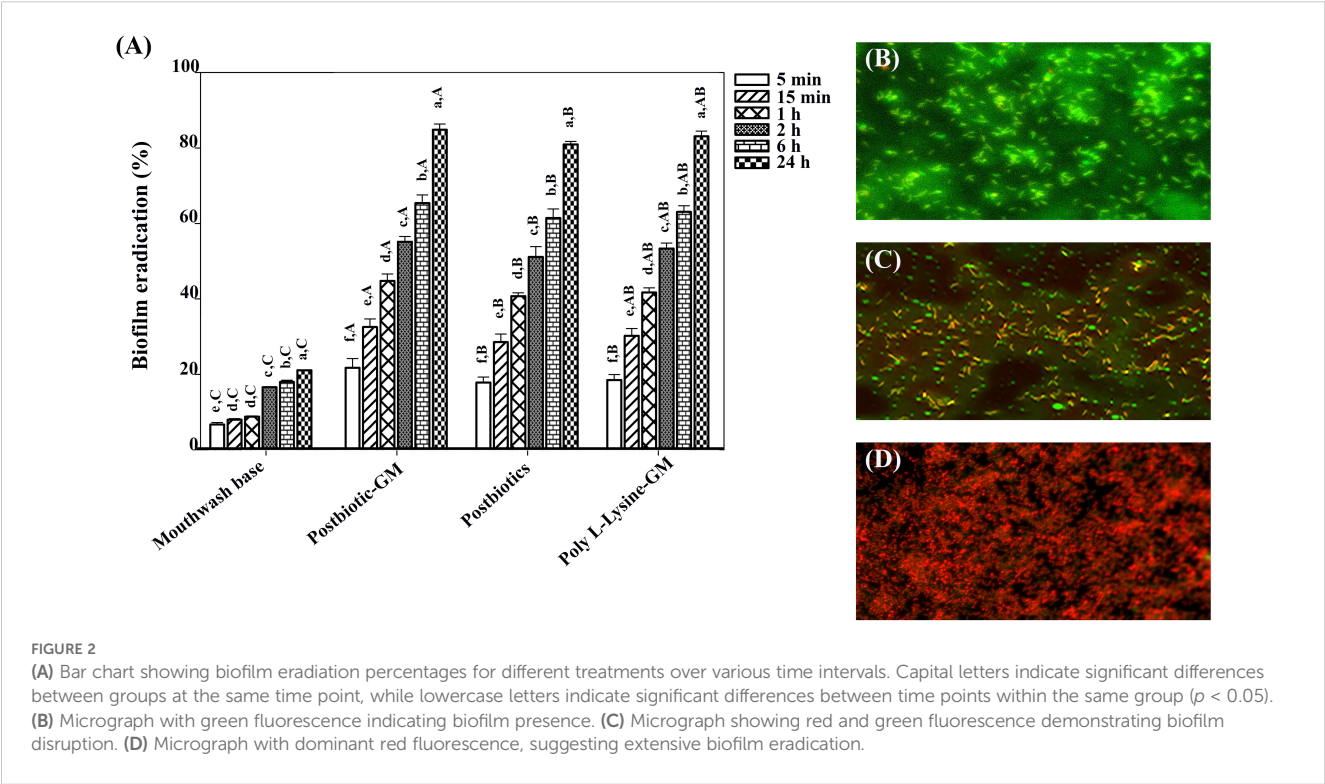 (A)
100
80
60
40
20
0
Biofilm eradication (%)
e,C
d,C
d,C
c,C
b,C
a,C
f,A
e,A
d,A
c,A
b,A
a,A
f,B
e,B
d,B
c,B
b,B
a,B
f,B
e,AB
d,AB
c,AB
b,AB
a,AB
Mouthwash base
Postbiotic-GM
Postbiotics
Poly L-Lysine-GM
5 min
15 min
1 h
2 h
6 h
24 h
(B)
(C)
(D)
FIGURE 2
(A) Bar chart showing biofilm eradiation percentages for different treatments over various time intervals. Capital letters indicate significant differences
between groups at the same time point, while lowercase letters indicate significant differences between time points within the same group (p < 0.05).
(B) Micrograph with green fluorescence indicating biofilm presence. (C) Micrograph showing red and green fluorescence demonstrating biofilm
disruption. (D) Micrograph with dominant red fluorescence, suggesting extensive biofilm eradication.